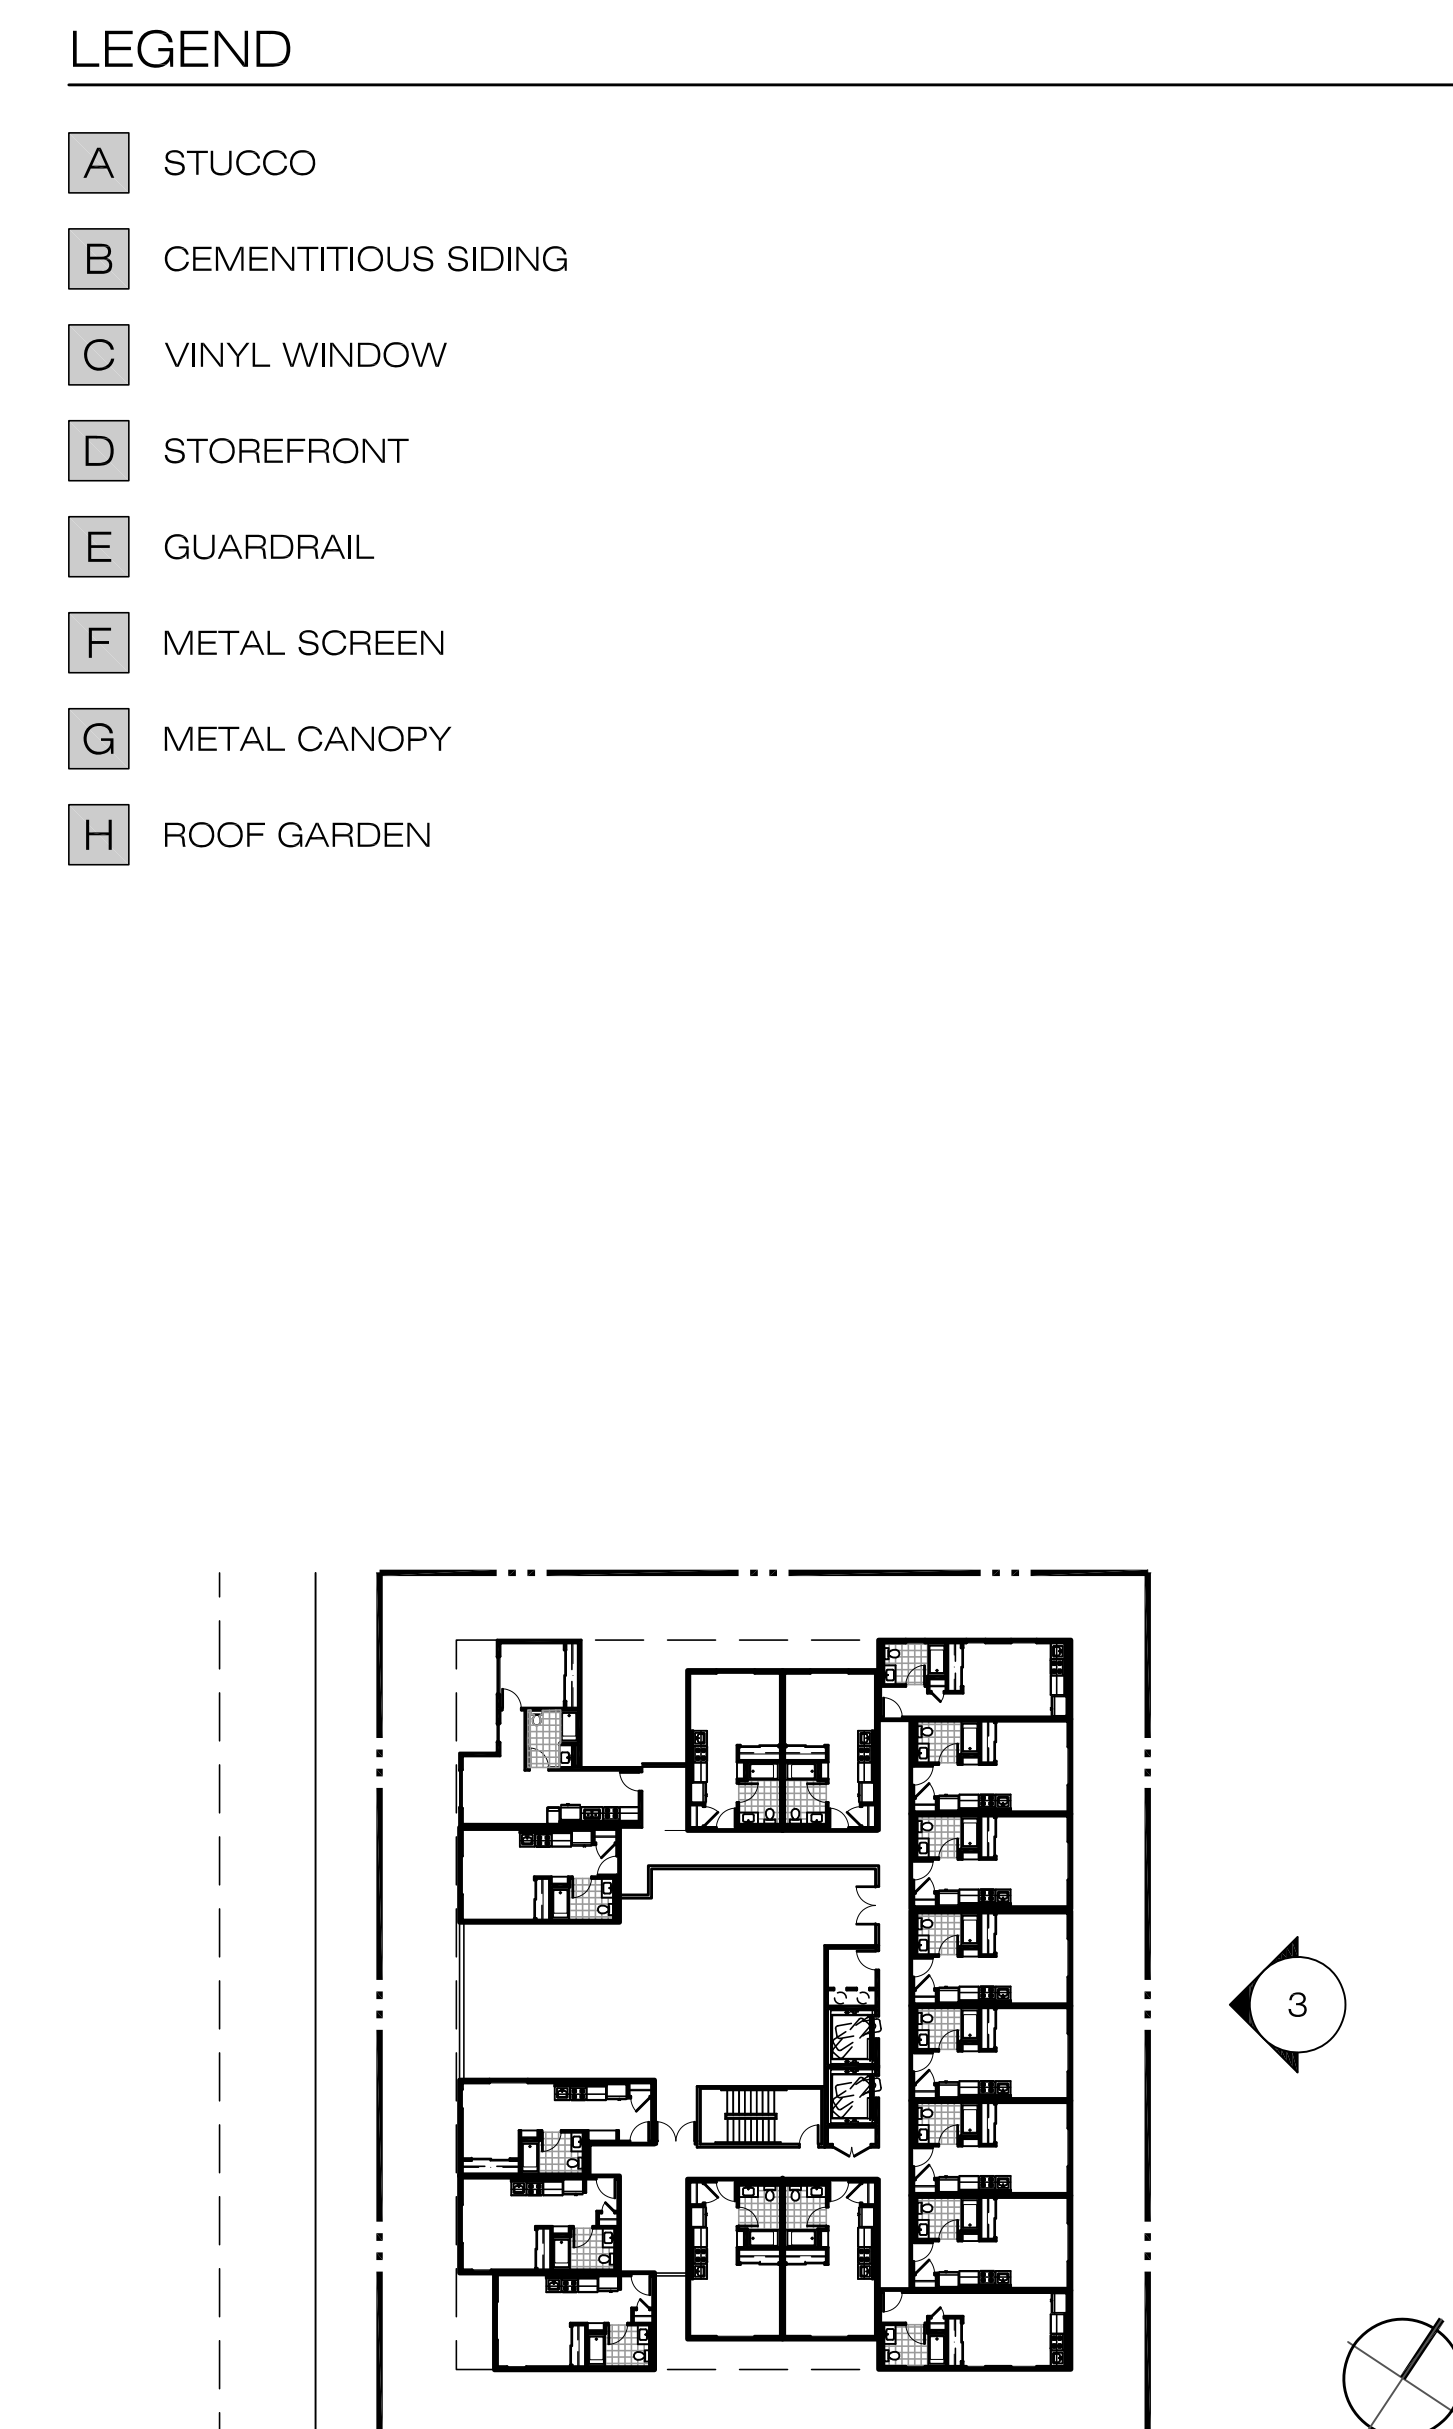 LEGEND
A STUCCO
B CEMENTITIOUS SIDING
C VINYL WINDOW
D STOREFRONT
E GUARDRAIL
F METAL SCREEN
G METAL CANOPY
H ROOF GARDEN
3